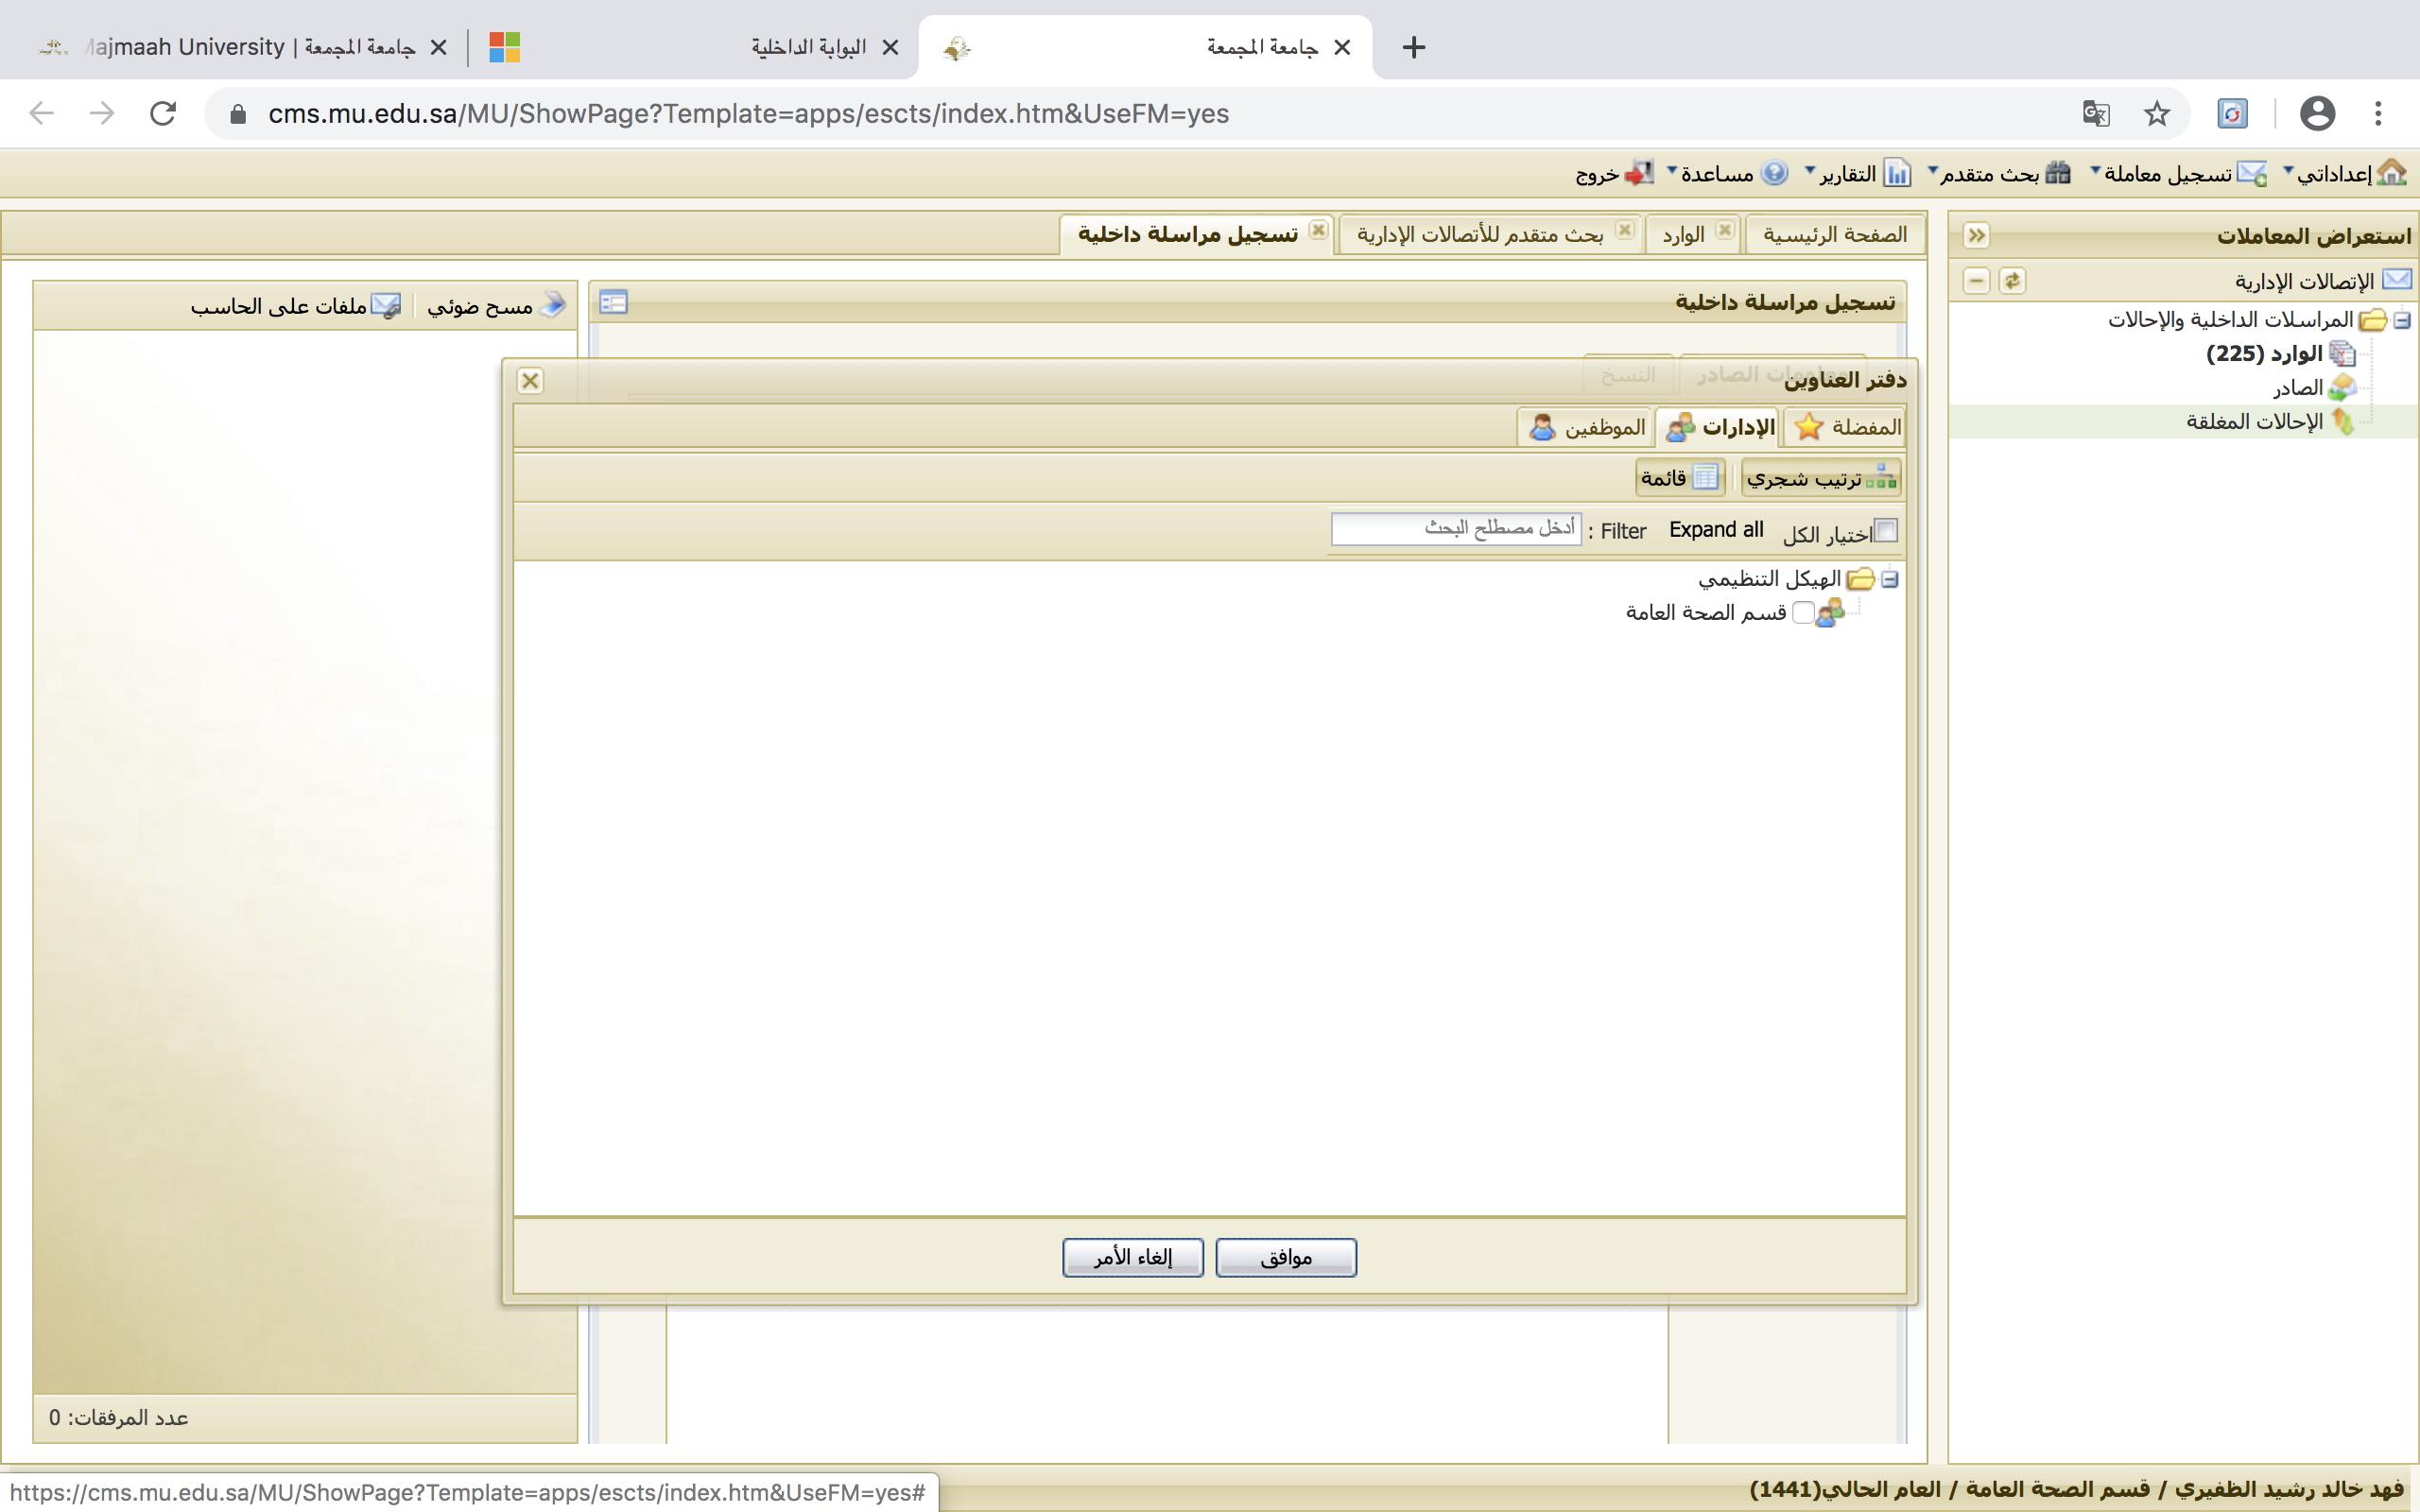 Majmaah University | جامعة المجمعة
البوابة الداخلية
جامعة المجمعة
cms.mu.edu.sa/MU/ShowPage?Template=apps/escts/index.htm&UseFM=yes
إعداداتي تسجيل معاملة بحث متقدم التقارير مساعدة خروج
استعراض المعاملات
الإتصالات الإدارية
المراسلات الداخلية والإحالات
الوارد (225)
الصادر
الإحالات المغلقة
الصفحة الرئيسية الوارد بحث متقدم للأتصالات الإدارية تسجيل مراسلة داخلية
تسجيل مراسلة داخلية
مسح ضوئي ملفات على الحاسب
معلومات الصادر النسخ
دفتر العناوين
المفضلة الإدارات الموظفين
ترتيب شجري قائمة
اختيار الكل Expand all Filter : أدخل مصطلح البحث
الهيكل التنظيمي
قسم الصحة العامة
موافق إلغاء الأمر
عدد المرفقات: 0
فهد خالد رشيد الظفيري / قسم الصحة العامة / العام الحالي(1441)
https://cms.mu.edu.sa/MU/ShowPage?Template=apps/escts/index.htm&UseFM=yes#